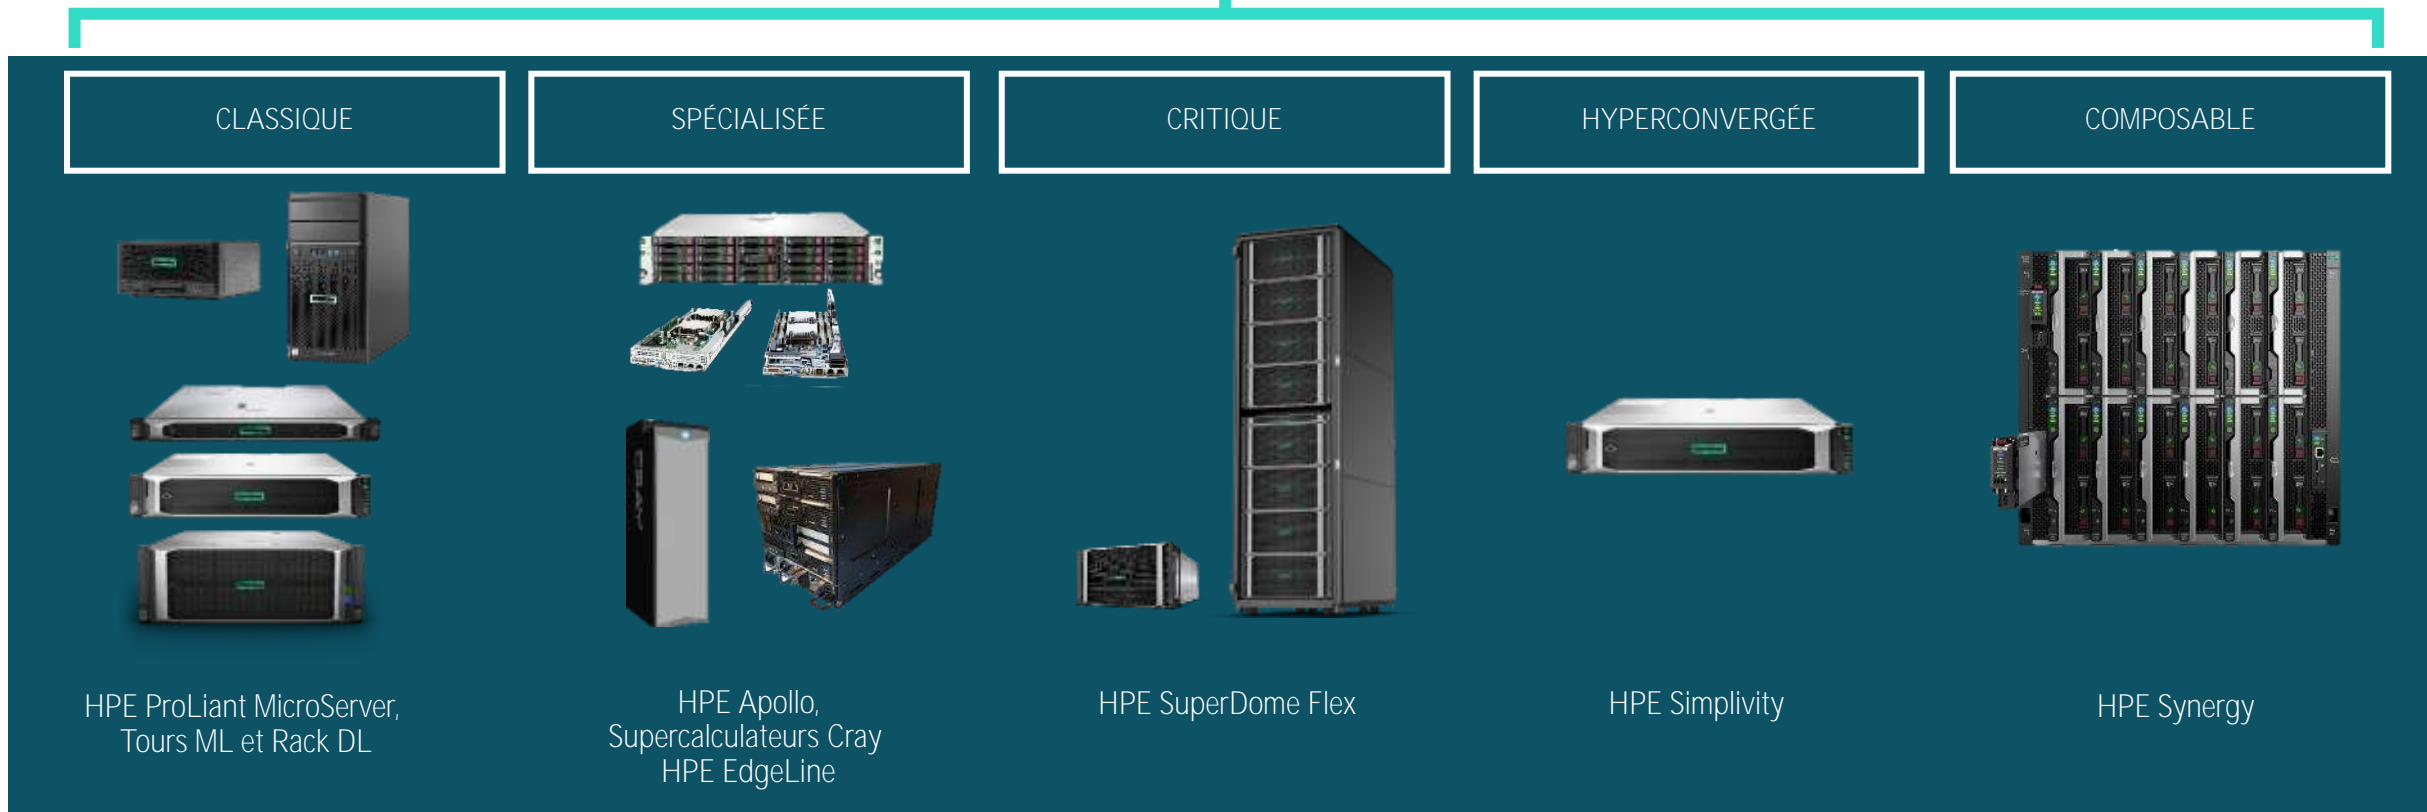 CLASSIQUE
SPÉCIALISÉE
CRITIQUE
HYPERCONVERGÉE
COMPOSABLE
CRAY
HPE ProLiant MicroServer,
Tours ML et Rack DL
HPE Apollo,
Supercalculateurs Cray
HPE EdgeLine
HPE SuperDome Flex
HPE Simplivity
HPE Synergy